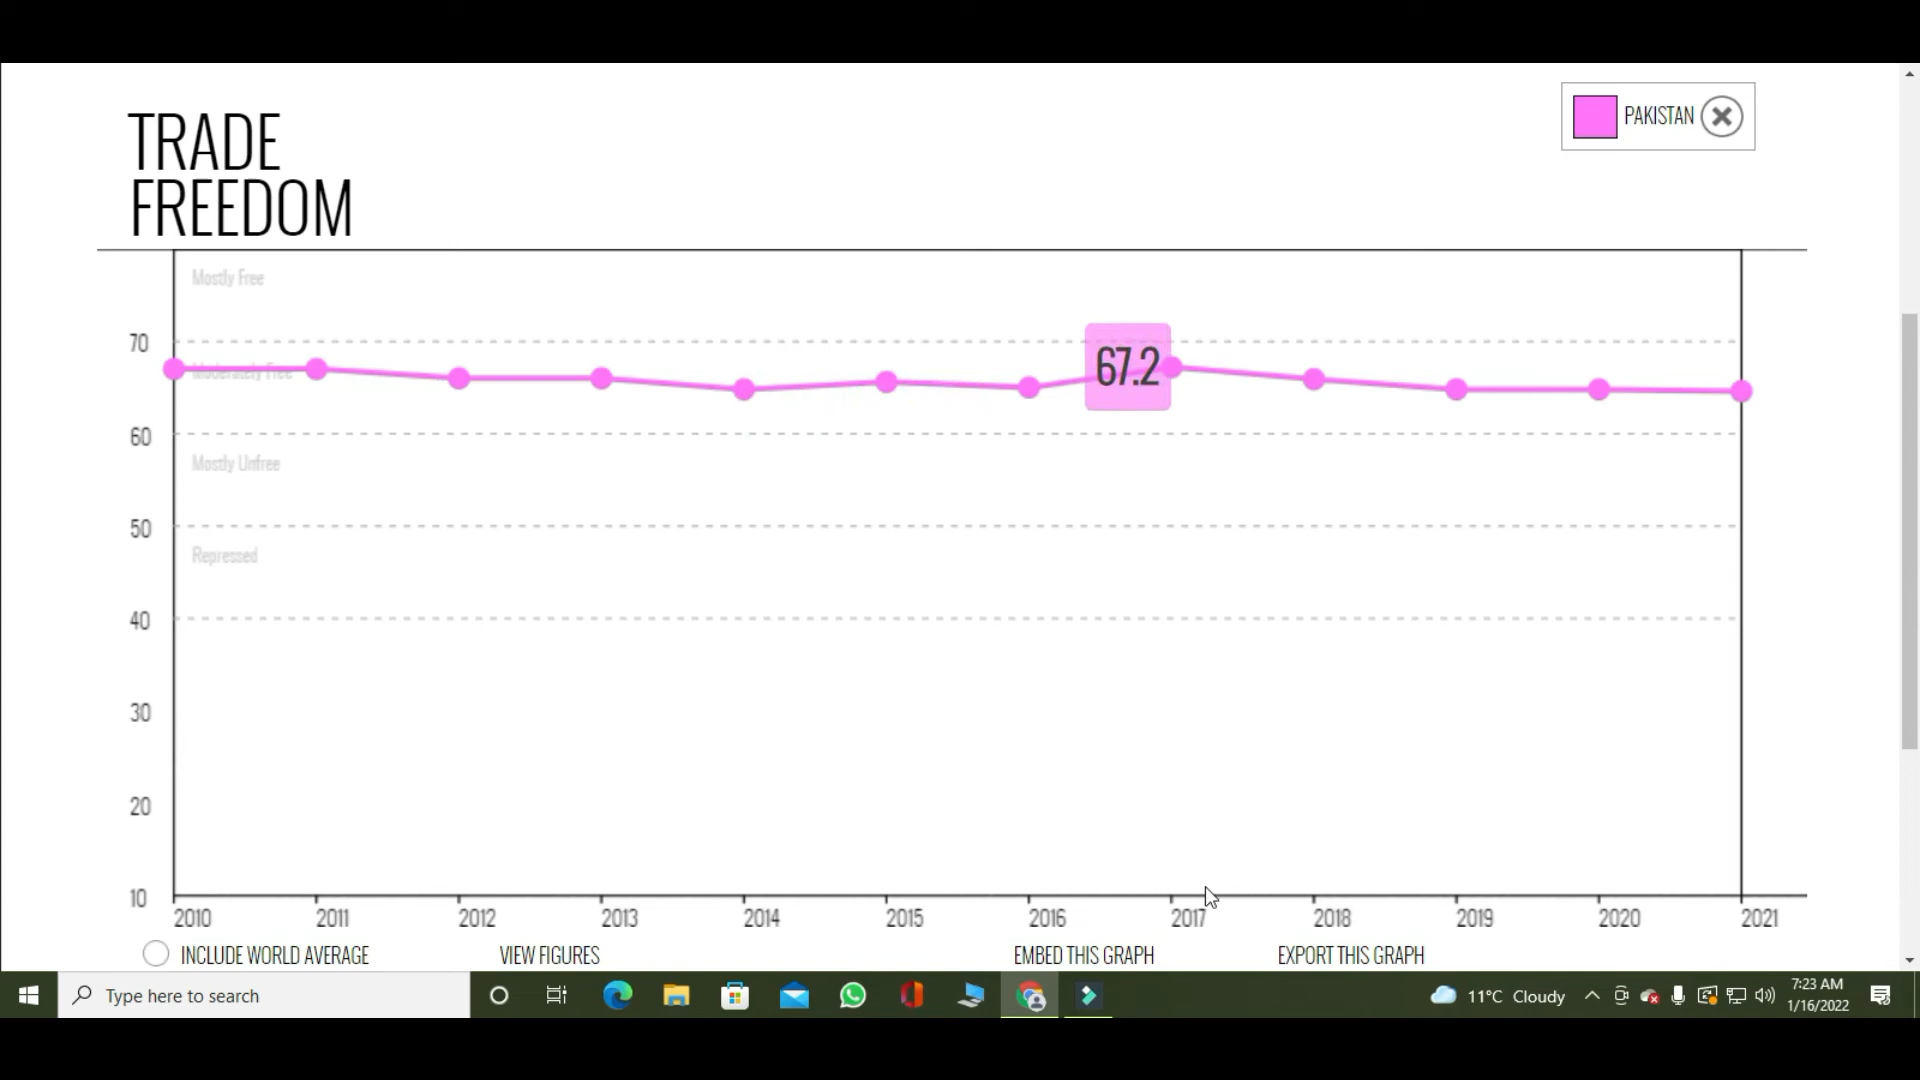 TRADE
FREEDOM
PAKISTAN
Mostly Free
70
Moderately Free
67.2
60
Mostly Unfree
50
Repressed
40
30
20
10
2010 2011 2012 2013 2014 2015 2016 2017 2018 2019 2020 2021
INCLUDE WORLD AVERAGE VIEW FIGURES EMBED THIS GRAPH EXPORT THIS GRAPH
Type here to search
11°C Cloudy
7:23 AM
1/16/2022